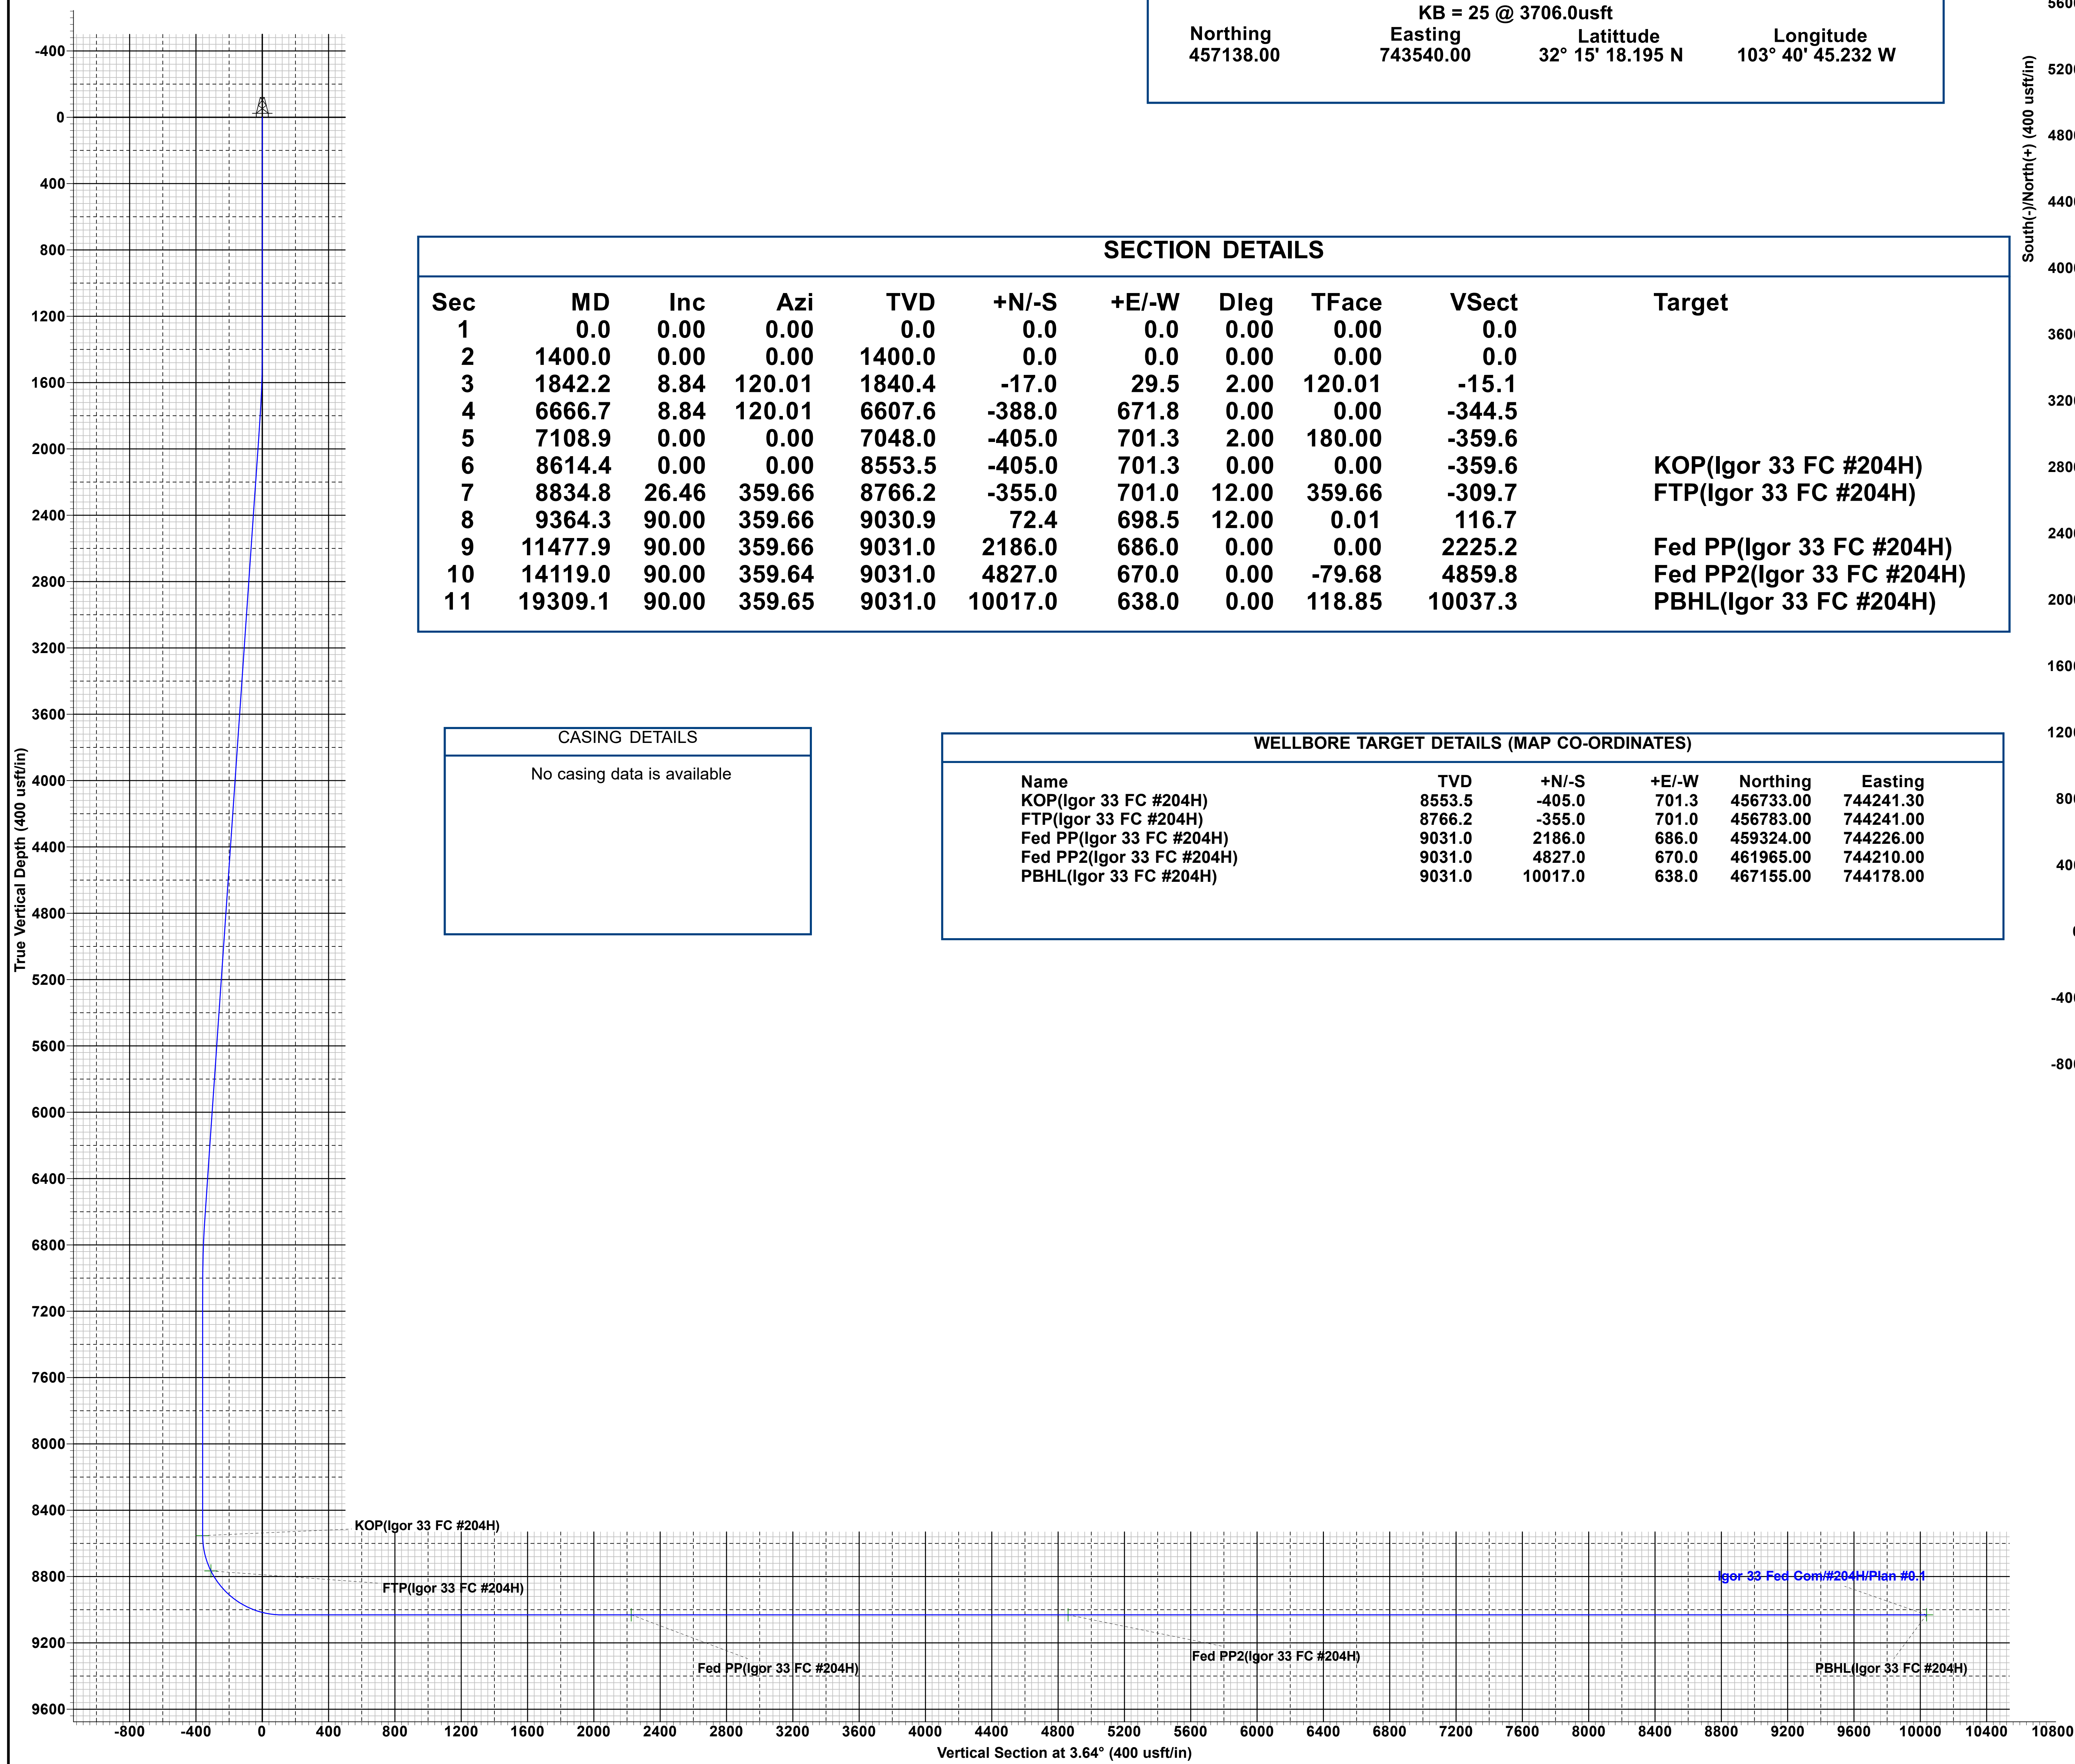 KB = 25 @ 3706.0usft
Northing Easting Latittude Longitude
457138.00 743540.00 32° 15' 18.195 N 103° 40' 45.232 W
SECTION DETAILS
Sec MD Inc Azi TVD +N/-S +E/-W Dleg TFace VSect Target
1 0.0 0.00 0.00 0.0 0.0 0.0 0.00 0.00 0.0
2 1400.0 0.00 0.00 1400.0 0.0 0.0 0.00 0.00 0.0
3 1842.2 8.84 120.01 1840.4 -17.0 29.5 2.00 120.01 -15.1
4 6666.7 8.84 120.01 6607.6 -388.0 671.8 0.00 0.00 -344.5
5 7108.9 0.00 0.00 7048.0 -405.0 701.3 2.00 180.00 -359.6
6 8614.4 0.00 0.00 8553.5 -405.0 701.3 0.00 0.00 -359.6 KOP(Igor 33 FC #204H)
7 8834.8 26.46 359.66 8766.2 -355.0 701.0 12.00 359.66 -309.7 FTP(Igor 33 FC #204H)
8 9364.3 90.00 359.66 9030.9 72.4 698.5 12.00 0.01 116.7
9 11477.9 90.00 359.66 9031.0 2186.0 686.0 0.00 0.00 2225.2 Fed PP(Igor 33 FC #204H)
10 14119.0 90.00 359.64 9031.0 4827.0 670.0 0.00 -79.68 4859.8 Fed PP2(Igor 33 FC #204H)
11 19309.1 90.00 359.65 9031.0 10017.0 638.0 0.00 118.85 10037.3 PBHL(Igor 33 FC #204H)
CASING DETAILS
No casing data is available
WELLBORE TARGET DETAILS (MAP CO-ORDINATES)
Name TVD +N/-S +E/-W Northing Easting
KOP(Igor 33 FC #204H) 8553.5 -405.0 701.3 456733.00 744241.30
FTP(Igor 33 FC #204H) 8766.2 -355.0 701.0 456783.00 744241.00
Fed PP(Igor 33 FC #204H) 9031.0 2186.0 686.0 459324.00 744226.00
Fed PP2(Igor 33 FC #204H) 9031.0 4827.0 670.0 461965.00 744210.00
PBHL(Igor 33 FC #204H) 9031.0 10017.0 638.0 467155.00 744178.00
True Vertical Depth (400 usft/in)
-400
0
400
800
1200
1600
2000
2400
2800
3200
3600
4000
4400
4800
5200
5600
6000
6400
6800
7200
7600
8000
8400
8800
9200
9600
KOP(Igor 33 FC #204H)
FTP(Igor 33 FC #204H)
Igor 33 Fed Com/#204H/Plan #0.1
Fed PP(Igor 33 FC #204H)
Fed PP2(Igor 33 FC #204H)
PBHL(Igor 33 FC #204H)
-800 -400 0 400 800 1200 1600 2000 2400 2800 3200 3600 4000 4400 4800 5200 5600 6000 6400 6800 7200 7600 8000 8400 8800 9200 9600 10000 10400 10800
Vertical Section at 3.64° (400 usft/in)
South(-)/North(+) (400 usft/in)